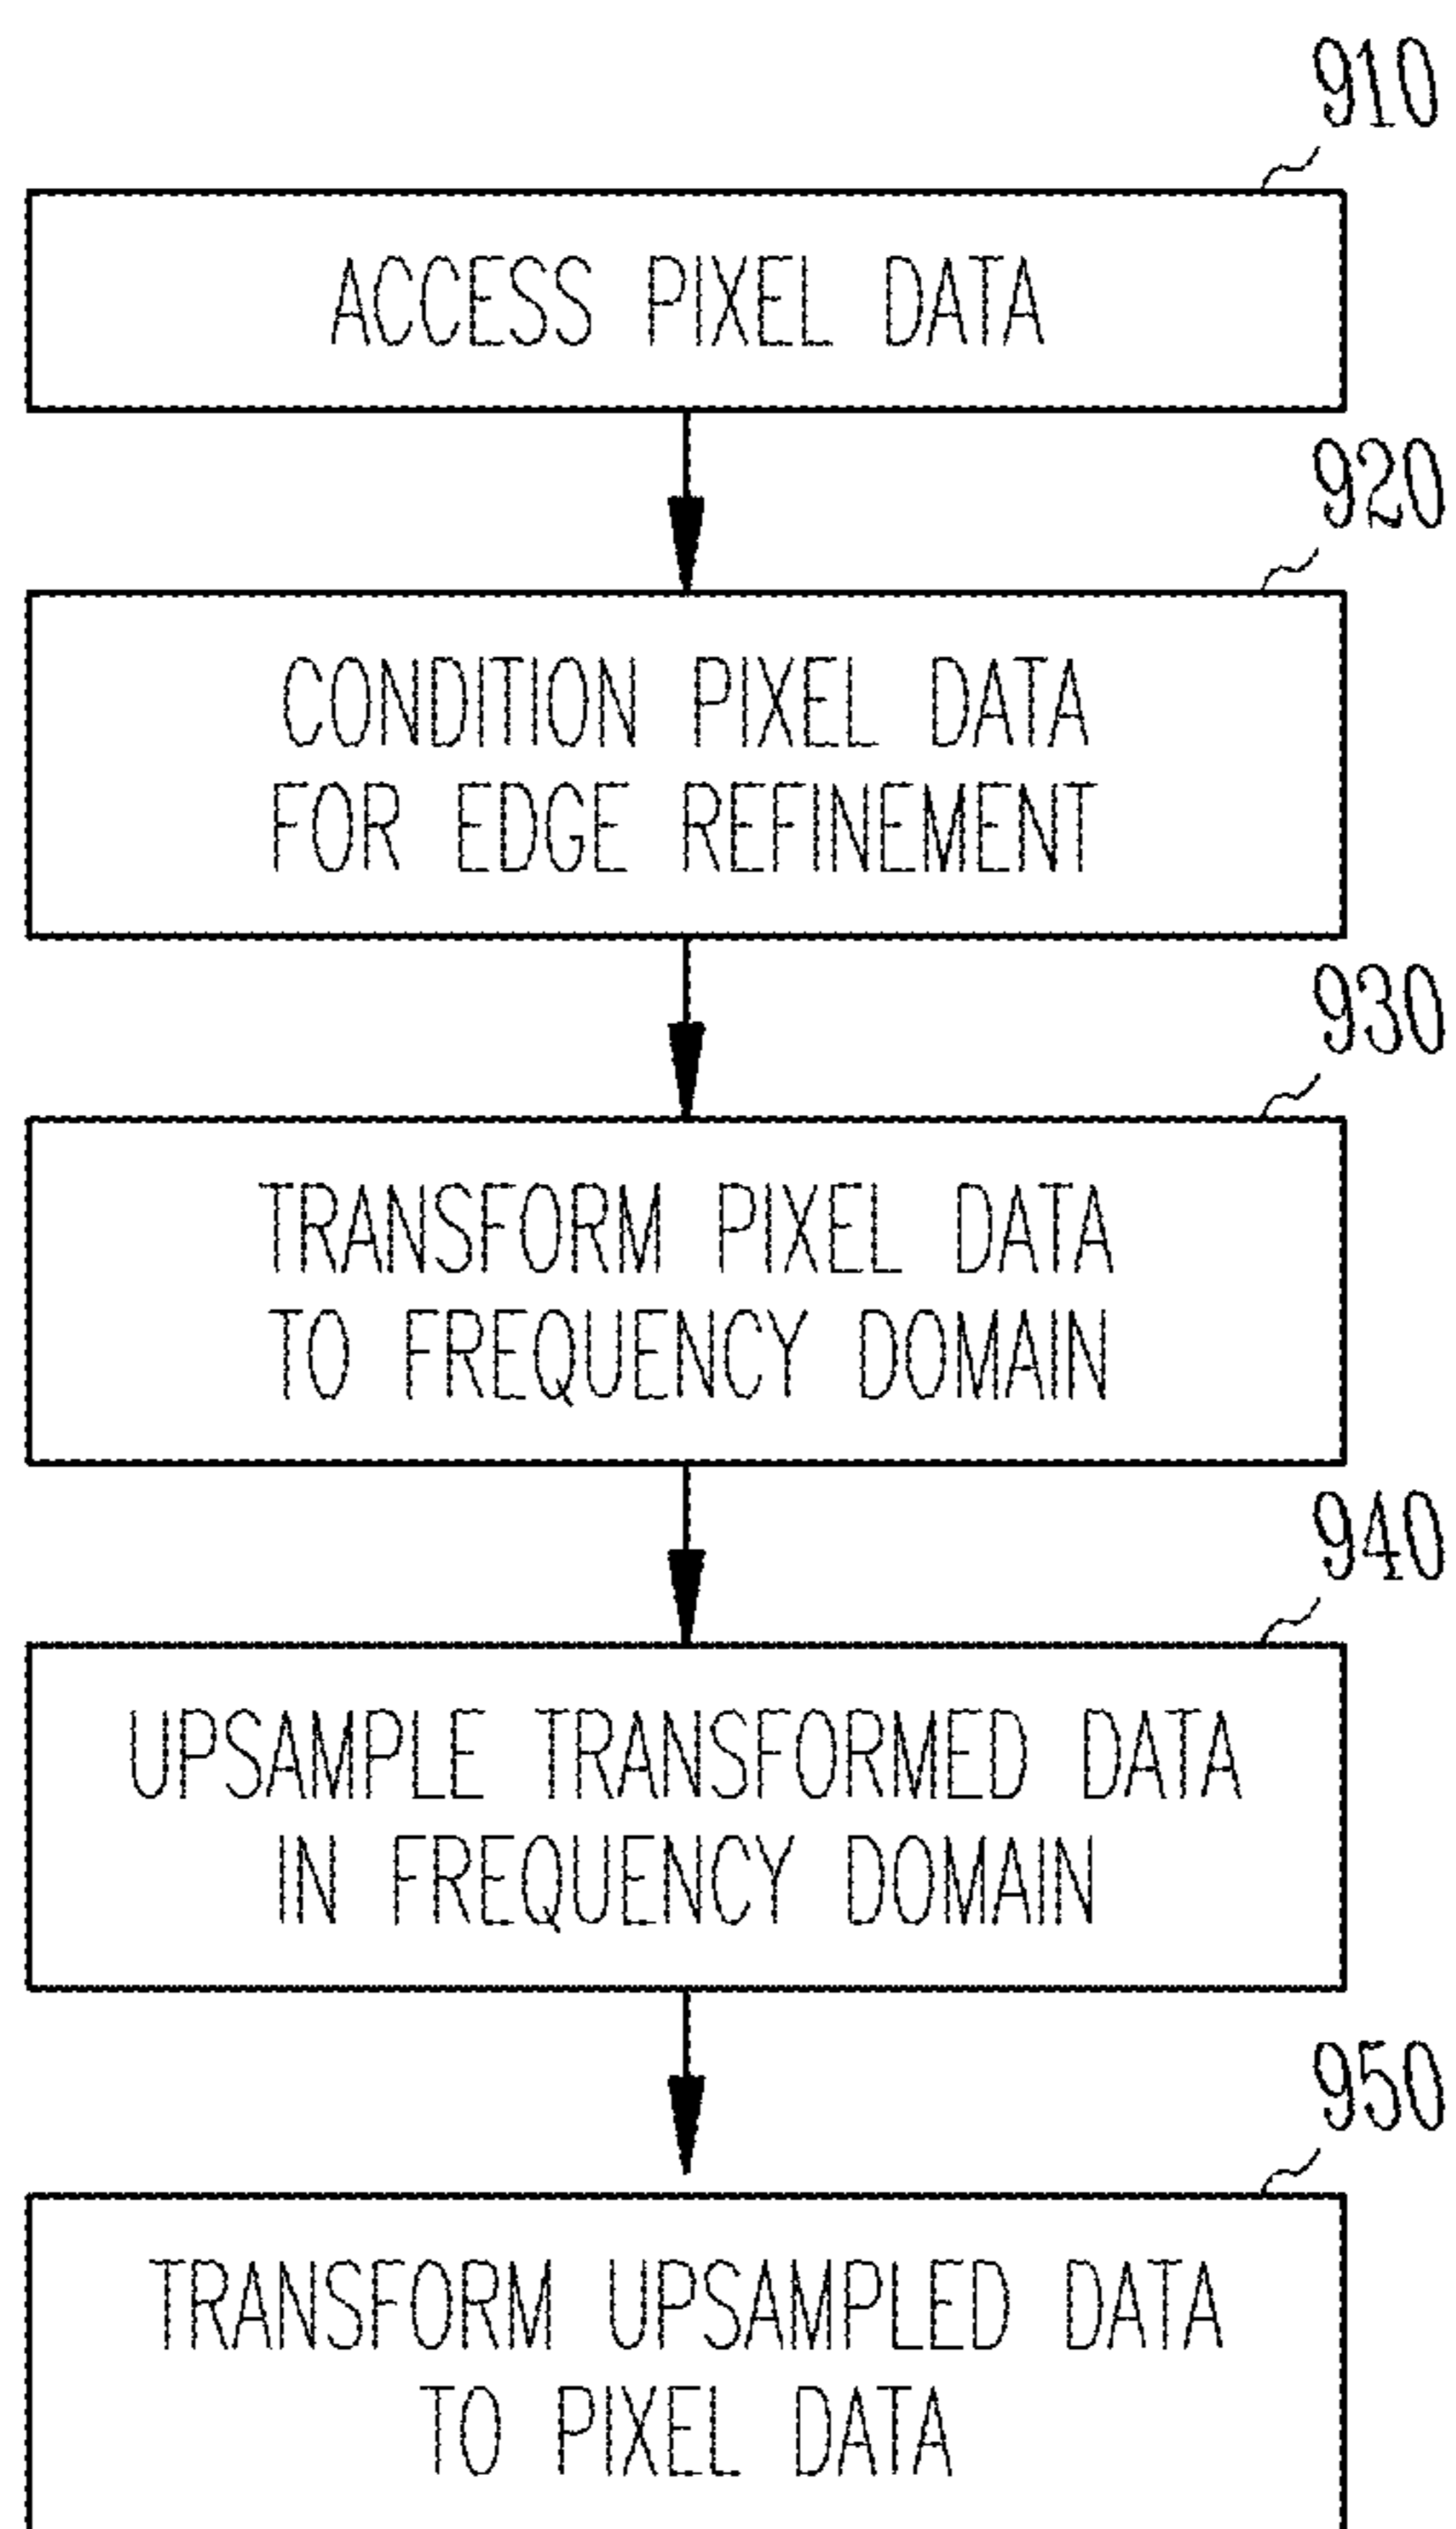 910
ACCESS PIXEL DATA
920
CONDITION PIXEL DATA
FOR EDGE REFINEMENT
930
TRANSFORM PIXEL DATA
TO FREQUENCY DOMAIN
940
UPSAMPLE TRANSFORMED DATA
IN FREQUENCY DOMAIN
950
TRANSFORM UPSAMPLED DATA
TO PIXEL DATA